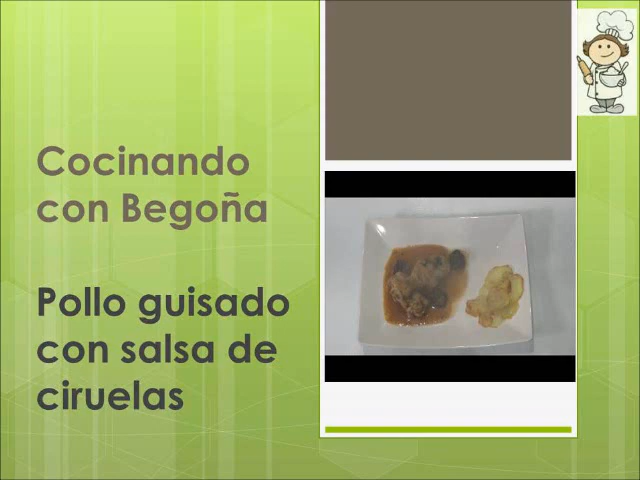 Cocinando
con Begoña
Pollo guisado
con salsa de
ciruelas